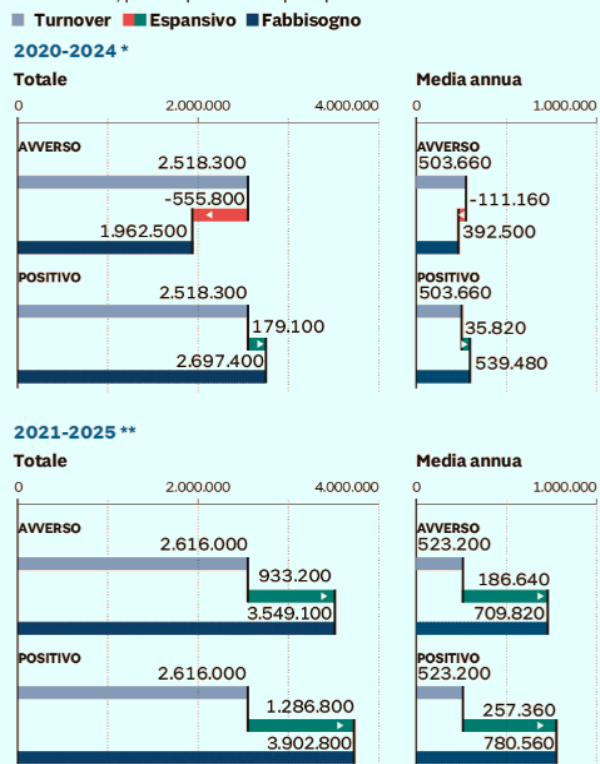 Turnover Espansivo Fabbisogno
2020-2024 *
Totale
0 2.000.000 4.000.000
AVVERSO
2.518.300
-555.800
1.962.500
POSITIVO
2.518.300
179.100
2.697.400
Media annua
0 1.000.000
AVVERSO
503.660
-111.160
392.500
POSITIVO
503.660
35.820
539.480
2021-2025 **
Totale
0 2.000.000 4.000.000
AVVERSO
2.616.000
933.200
3.549.100
POSITIVO
2.616.000
1.286.800
3.902.800
Media annua
0 1.000.000
AVVERSO
523.200
186.640
709.820
POSITIVO
523.200
257.360
780.560